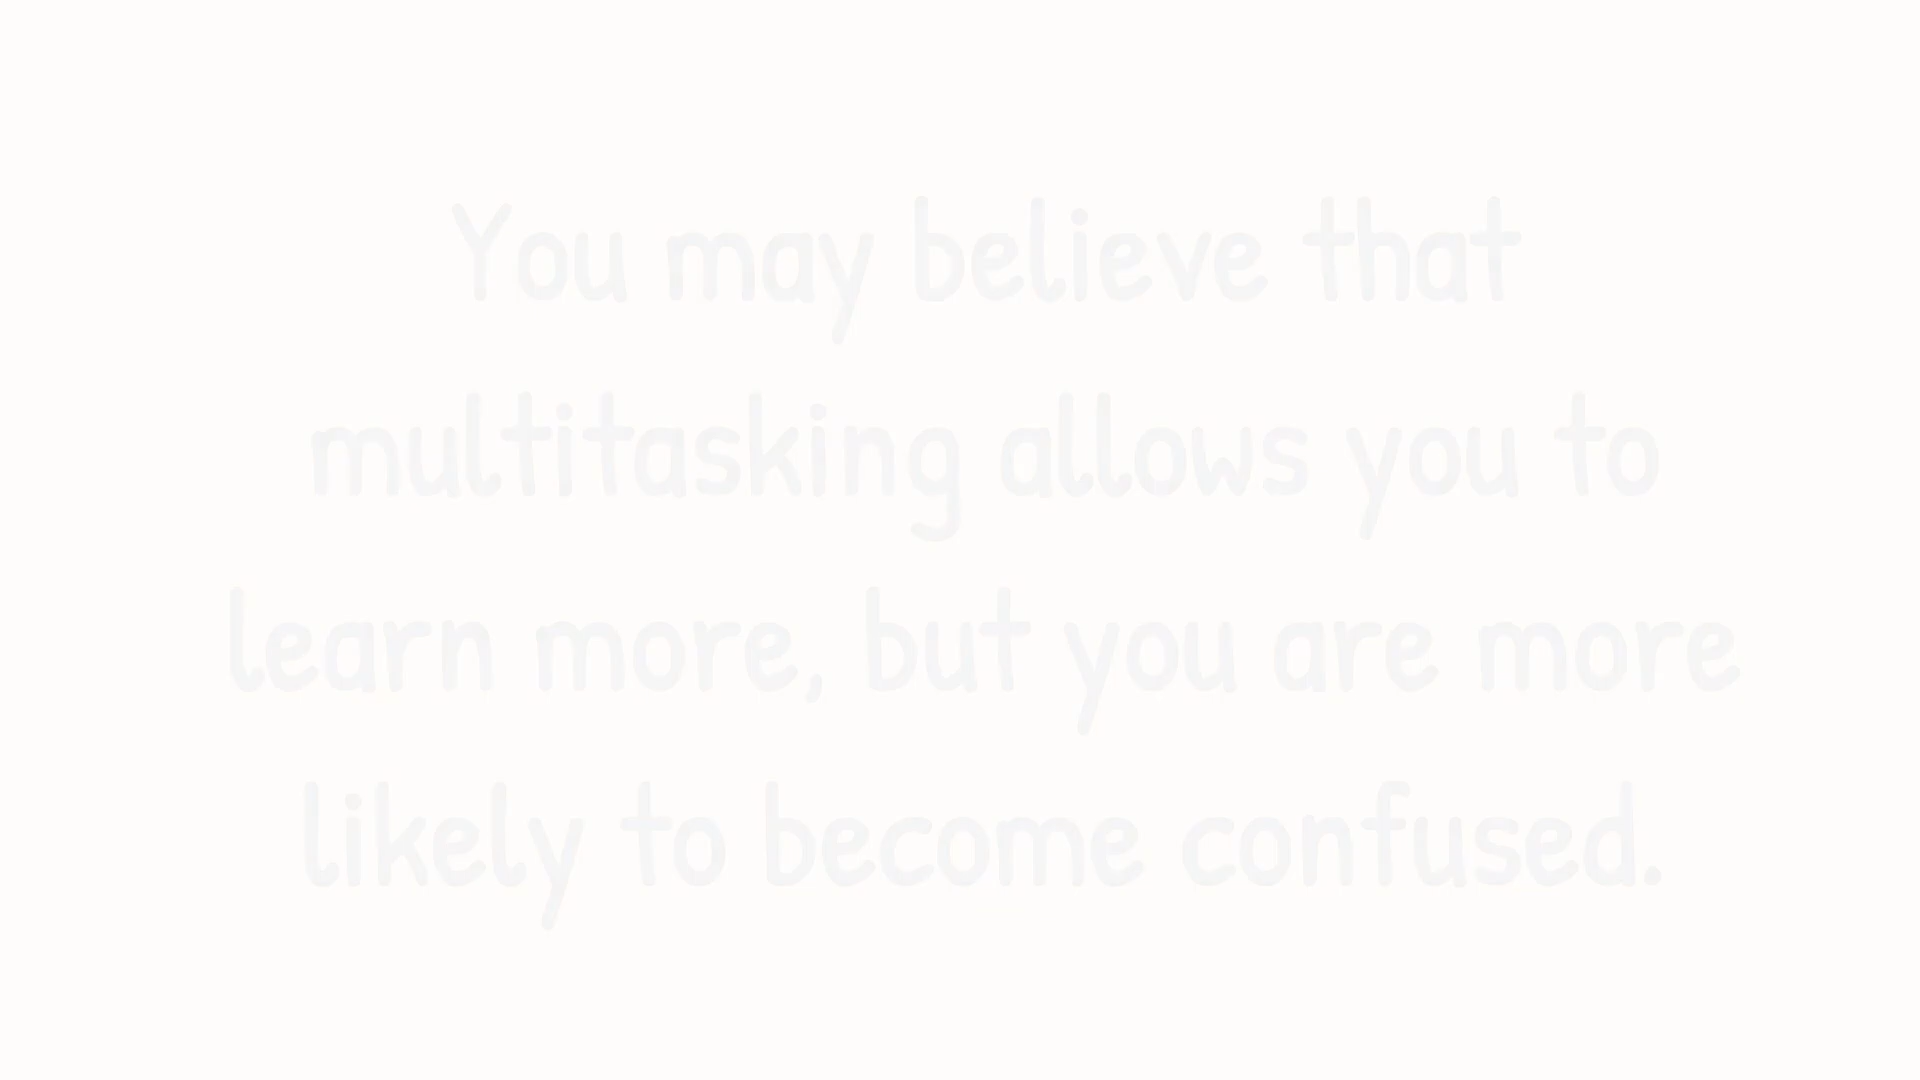 You may believe that
multitasking allows you to
learn more, but you are more
likely to become confused.